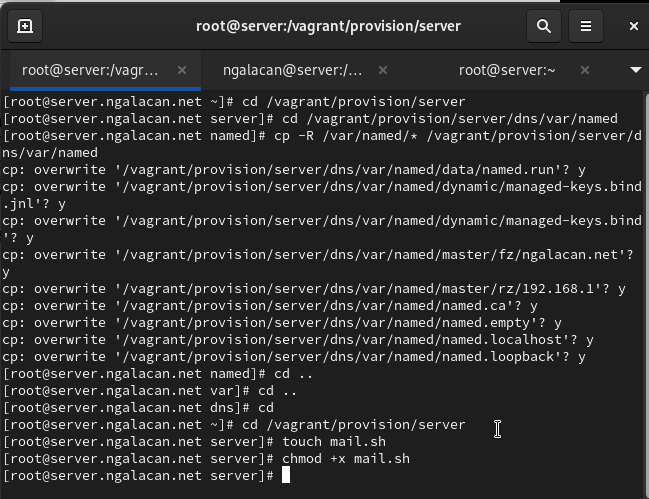 root@server:/vagrant/provision/server
root@server:/vagr...
ngalacan@server:/...
root@server:~
[root@server.ngalacan.net ~]# cd /vagrant/provision/server
[root@server.ngalacan.net server]# cd /vagrant/provision/server/dns/var/named
[root@server.ngalacan.net named]# cp -R /var/named/* /vagrant/provision/server/d
ns/var/named
cp: overwrite '/vagrant/provision/server/dns/var/named/data/named.run'? y
cp: overwrite '/vagrant/provision/server/dns/var/named/dynamic/managed-keys.bind
.jnl'? y
cp: overwrite '/vagrant/provision/server/dns/var/named/dynamic/managed-keys.bind
'? y
cp: overwrite '/vagrant/provision/server/dns/var/named/master/fz/ngalacan.net'?
y
cp: overwrite '/vagrant/provision/server/dns/var/named/master/rz/192.168.1'? y
cp: overwrite '/vagrant/provision/server/dns/var/named/named.ca'? y
cp: overwrite '/vagrant/provision/server/dns/var/named/named.empty'? y
cp: overwrite '/vagrant/provision/server/dns/var/named/named.localhost'? y
cp: overwrite '/vagrant/provision/server/dns/var/named/named.loopback'? y
[root@server.ngalacan.net named]# cd ..
[root@server.ngalacan.net var]# cd ..
[root@server.ngalacan.net dns]# cd
[root@server.ngalacan.net ~]# cd /vagrant/provision/server
[root@server.ngalacan.net server]# touch mail.sh
[root@server.ngalacan.net server]# chmod +x mail.sh
[root@server.ngalacan.net server]#